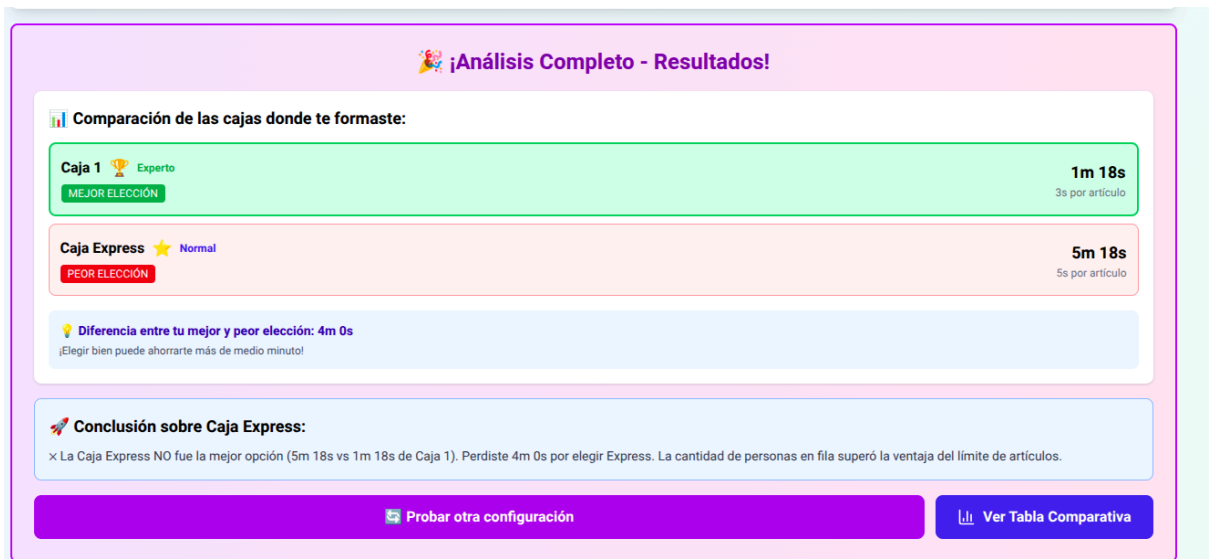 🎉 ¡Análisis Completo - Resultados!
📊 Comparación de las cajas donde te formaste:
Caja 1 🏆 Experto
1m 18s
MEJOR ELECCIÓN
3s por artículo
Caja Express ⭐ Normal
5m 18s
PEOR ELECCIÓN
5s por artículo
💡 Diferencia entre tu mejor y peor elección: 4m 0s
¡Elegir bien puede ahorrarte más de medio minuto!
🚀 Conclusión sobre Caja Express:
× La Caja Express NO fue la mejor opción (5m 18s vs 1m 18s de Caja 1). Perdiste 4m 0s por elegir Express. La cantidad de personas en fila superó la ventaja del límite de artículos.
🔄 Probar otra configuración
Ver Tabla Comparativa